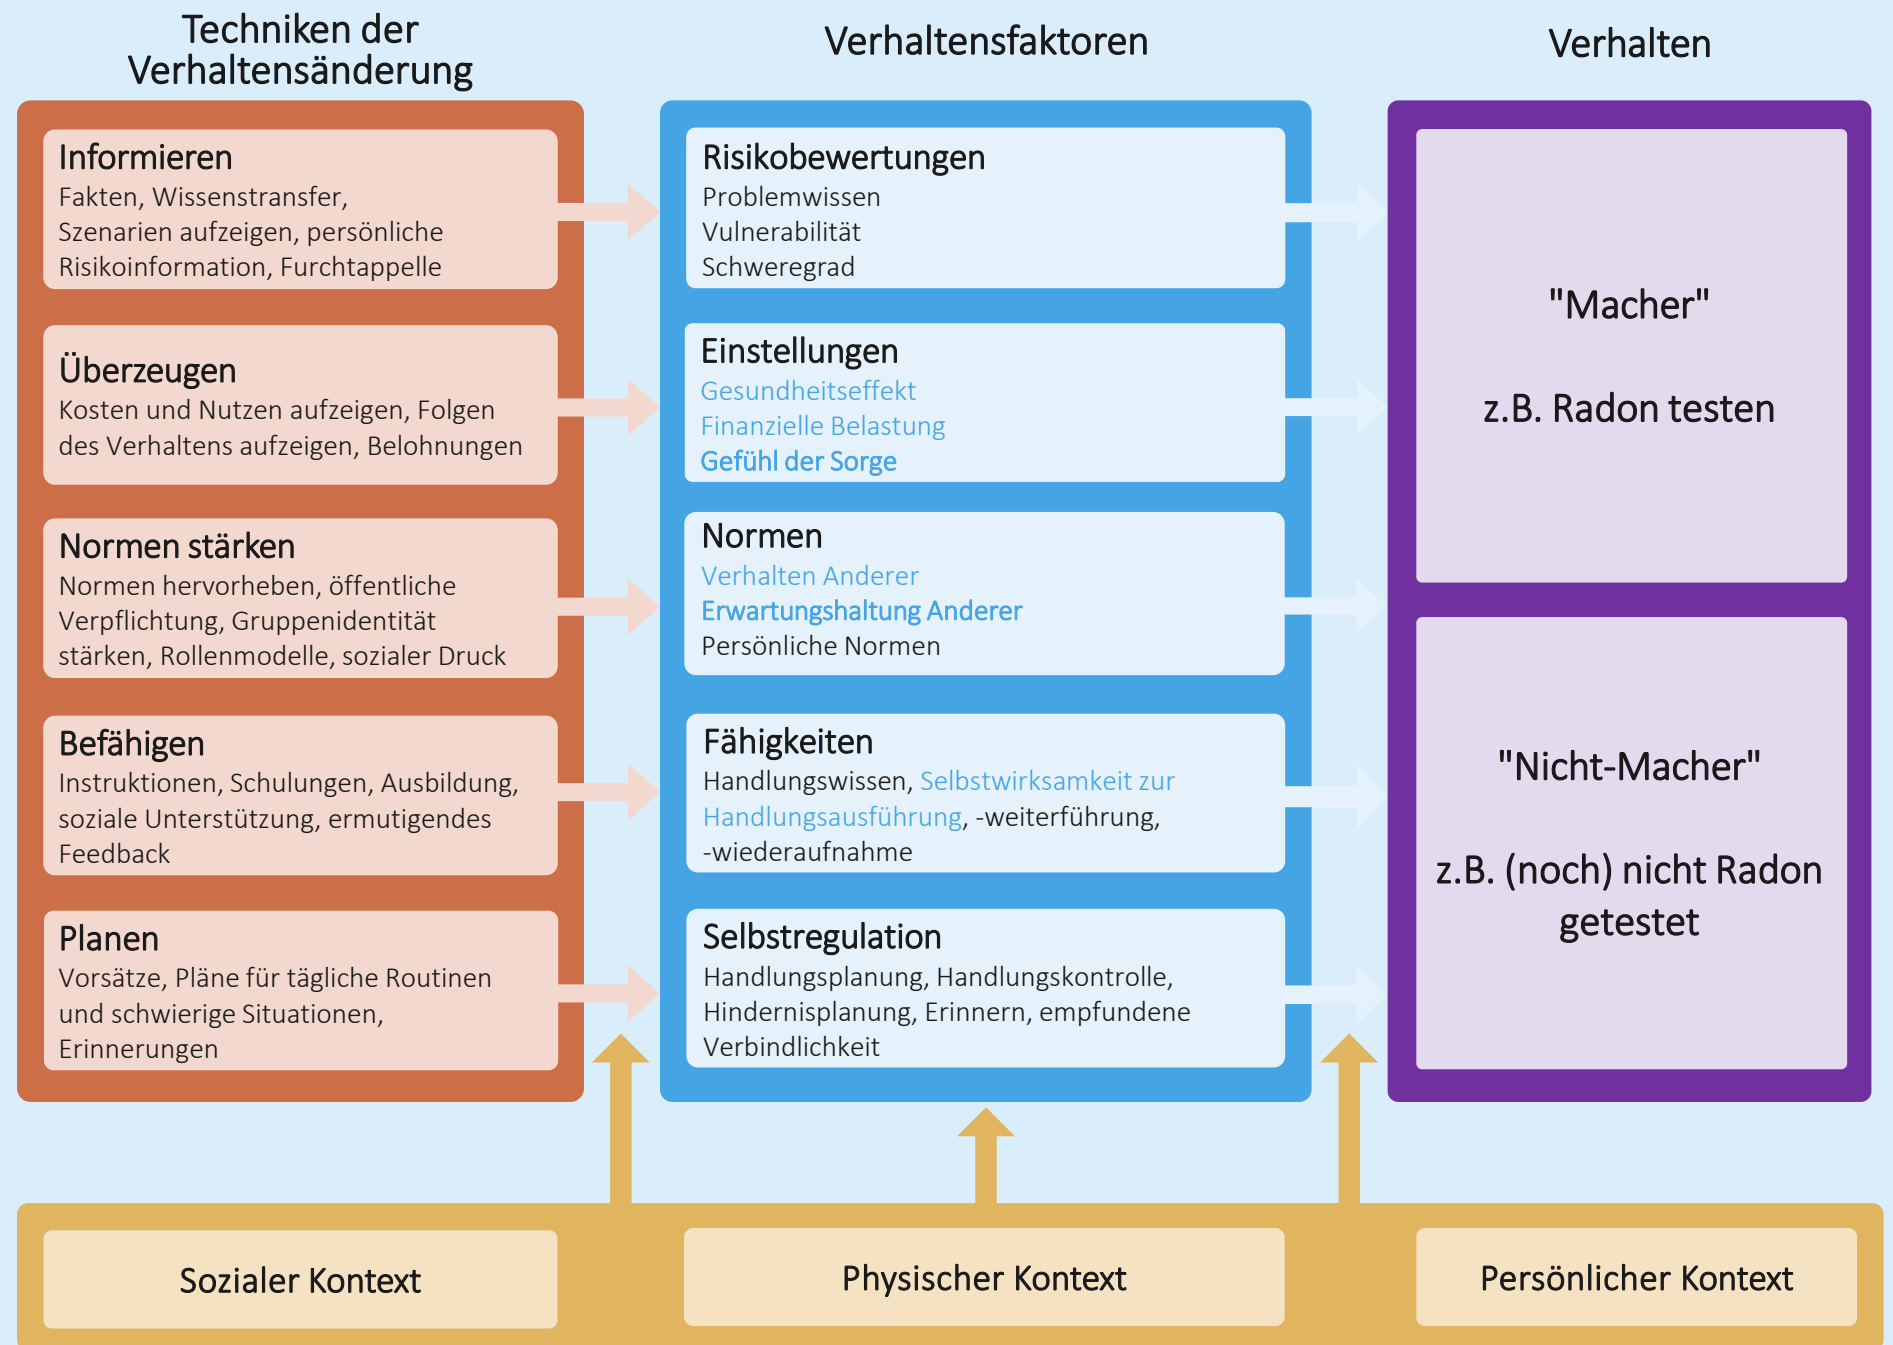 Techniken der
Verhaltensänderung
Informieren
Fakten, Wissenstransfer,
Szenarien aufzeigen, persönliche
Risikoinformation, Furchtappelle
Überzeugen
Kosten und Nutzen aufzeigen, Folgen
des Verhaltens aufzeigen, Belohnungen
Normen stärken
Normen hervorheben, öffentliche
Verpflichtung, Gruppenidentität
stärken, Rollenmodelle, sozialer Druck
Befähigen
Instruktionen, Schulungen, Ausbildung,
soziale Unterstützung, ermutigendes
Feedback
Planen
Vorsätze, Pläne für tägliche Routinen
und schwierige Situationen,
Erinnerungen
Verhaltensfaktoren
Risikobewertungen
Problemwissen
Vulnerabilität
Schweregrad
Einstellungen
Gesundheitseffekt
Finanzielle Belastung
Gefühl der Sorge
Normen
Verhalten Anderer
Erwartungshaltung Anderer
Persönliche Normen
Fähigkeiten
Handlungswissen, Selbstwirksamkeit zur
Handlungsausführung, -weiterführung,
-wiederaufnahme
Selbstregulation
Handlungsplanung, Handlungskontrolle,
Hindernisplanung, Erinnern, empfundene
Verbindlichkeit
Verhalten
"Macher"
z.B. Radon testen
"Nicht-Macher"
z.B. (noch) nicht Radon
getestet
Sozialer Kontext
Physischer Kontext
Persönlicher Kontext